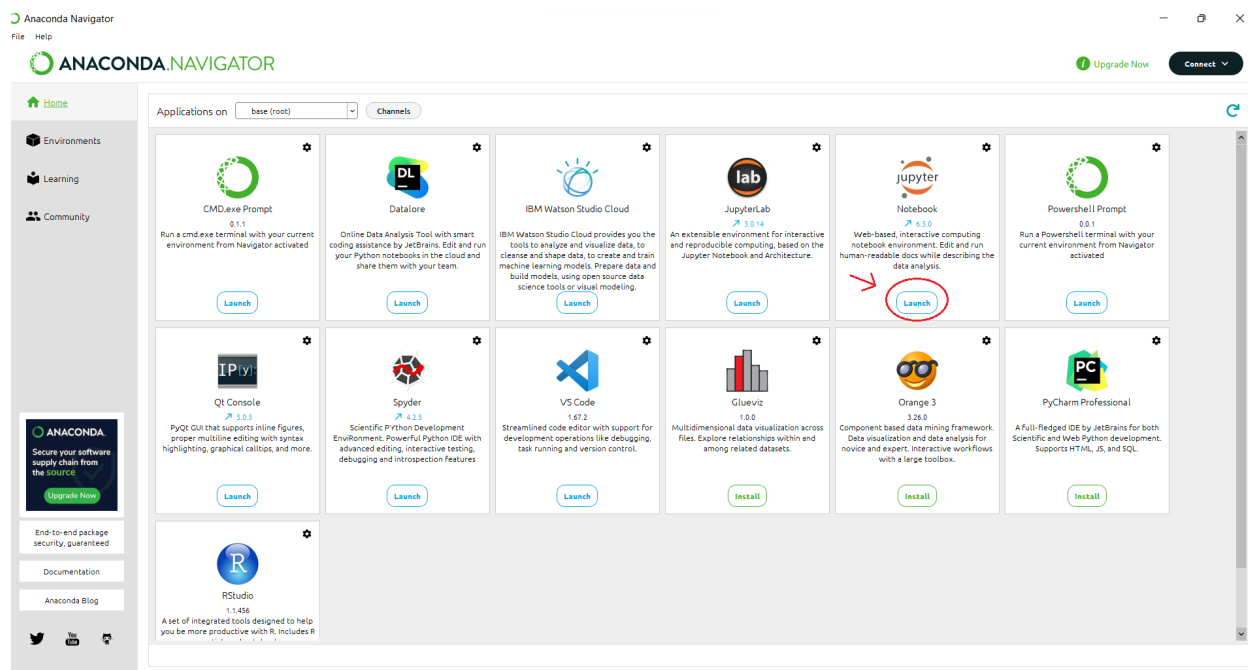 Anaconda Navigator
File Help
ANACONDA.NAVIGATOR
Upgrade Now
Connect
Home
Environments
Learning
Community
Applications on base (root) Channels
CMD.exe Prompt
0.1.1
Run a cmd.exe terminal with your current
environment from Navigator activated
Launch
DL
Datalore
Online Data Analysis Tool with smart
coding assistance by JetBrains. Edit and run
your Python notebooks in the cloud and
share them with your team.
Launch
IBM Watson Studio Cloud
IBM Watson Studio Cloud provides you the
tools to analyze and visualize data, to
cleanse and shape data, to create and train
machine learning models. Prepare data and
build models, using open source data
science tools or visual modeling.
Launch
lab
JupyterLab
3.0.14
An extensible environment for interactive
and reproducible computing, based on the
Jupyter Notebook and Architecture.
Launch
jupyter
Notebook
6.3.0
Web-based, interactive computing
notebook environment. Edit and run
human-readable docs while describing the
data analysis.
Launch
Powershell Prompt
0.0.1
Run a Powershell terminal with your
current environment from Navigator
activated
Launch
IP[y]:
Qt Console
5.0.3
PyQt GUI that supports inline figures,
proper multiline editing with syntax
highlighting, graphical calltips, and more.
Launch
Spyder
4.2.5
Scientific PYthon Development
EnviRonment. Powerful Python IDE with
advanced editing, interactive testing,
debugging and introspection features
Launch
VS Code
1.67.2
Streamlined code editor with support for
development operations like debugging,
task running and version control.
Launch
Glueviz
1.0.0
Multidimensional data visualization across
files. Explore relationships within and
among related datasets.
Install
Orange 3
3.26.0
Component based data mining framework.
Data visualization and data analysis for
novice and expert. Interactive workflows
with a large toolbox.
Install
PC
PyCharm Professional
A full-fledged IDE by JetBrains for both
Scientific and Web Python development.
Supports HTML, JS, and SQL.
Install
R
RStudio
1.1.456
A set of integrated tools designed to help
you be more productive with R. Includes R
ANACONDA.
Secure your software
supply chain from
the source
Upgrade Now
End-to-end package
security, guaranteed
Documentation
Anaconda Blog
You
Tube